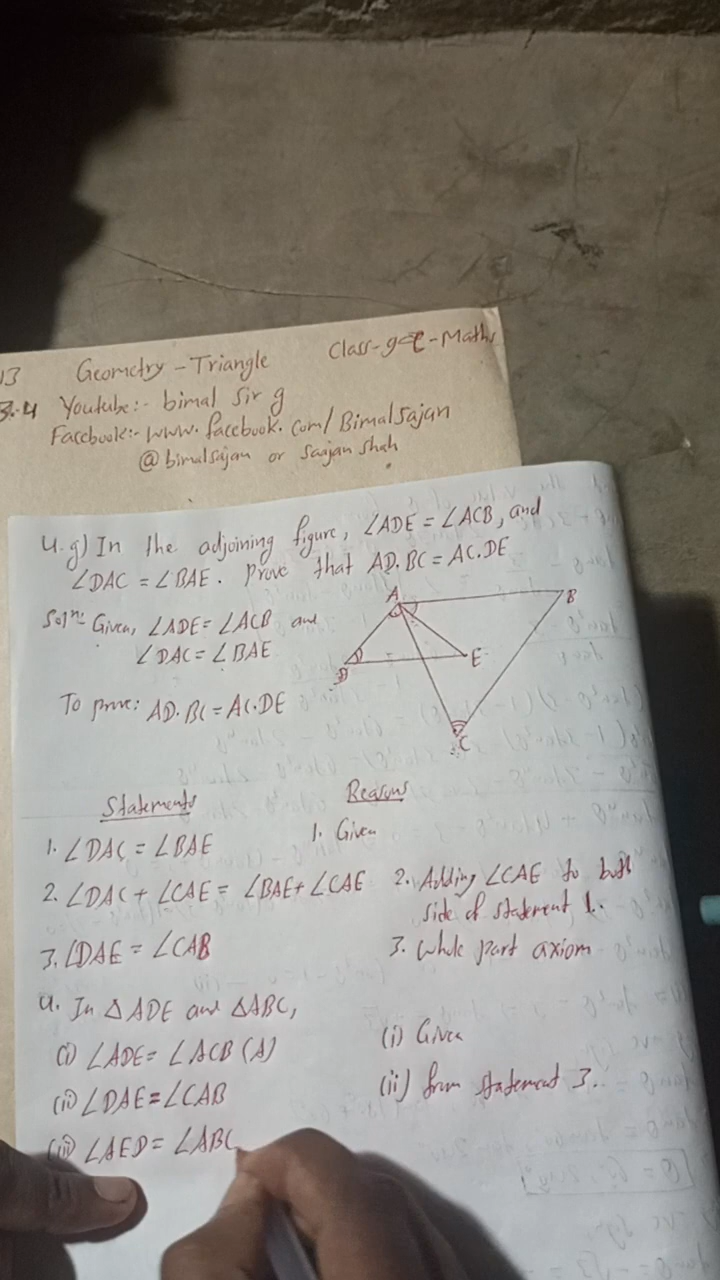 13 Geometry - Triangle Class-9 - Maths
3.4 Youtube:- bimal Sir g
Facebook:- www.facebook.com/Bimalsajan
@bimalsajan or Saajan Shah
4.g) In the adjoining figure, ∠ADE = ∠ACB, and
∠DAC = ∠BAE. Prove that AD.BC = AC.DE
Solⁿ: Given, ∠ADE = ∠ACB and
∠DAC = ∠BAE
To prove: AD.BC = AC.DE
A
B
D
E
C
Statements Reasons
1. ∠DAC = ∠BAE 1. Given
2. ∠DAC + ∠CAE = ∠BAE + ∠CAE 2. Adding ∠CAE to both
side of statement 1.
3. ∠DAE = ∠CAB 3. Whole part axiom
4. In △ADE and △ABC,
(i) ∠ADE = ∠ACB (A) (i) Given
(ii) ∠DAE = ∠CAB (ii) from statement 3.
(iii) ∠AED = ∠ABC